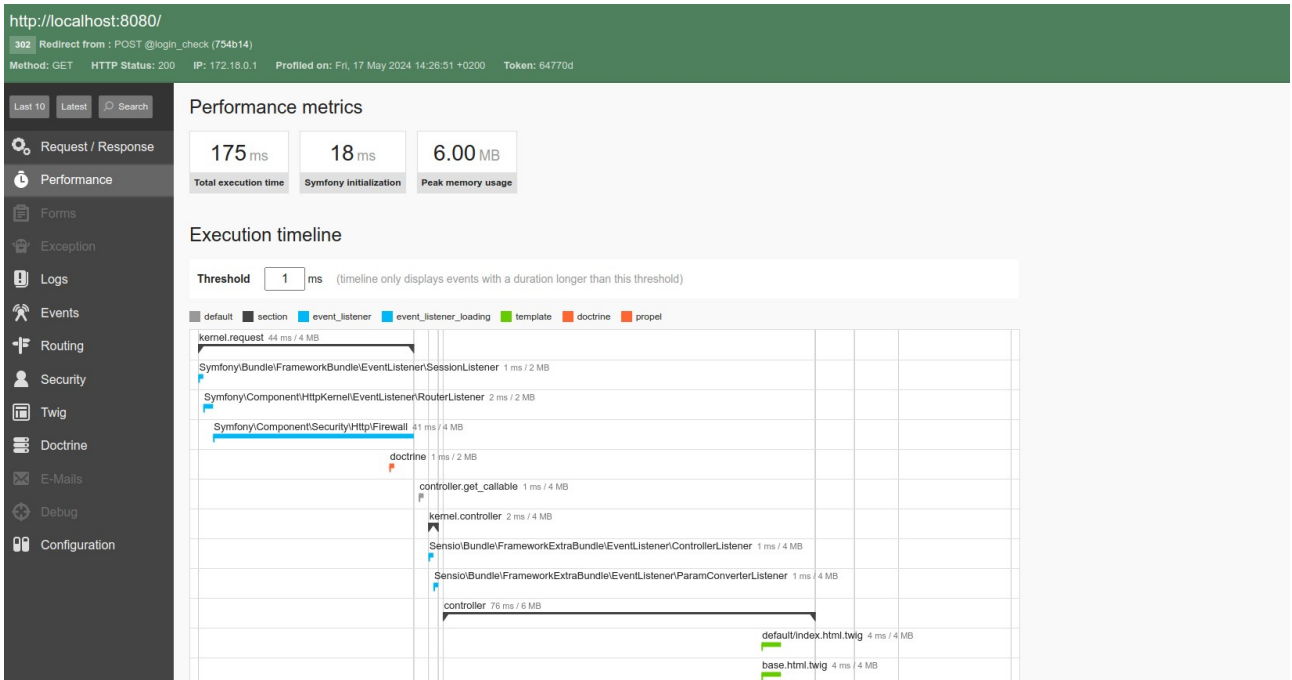 http://localhost:8080/
302 Redirect from : POST @login_check (754b14)
Method: GET HTTP Status: 200 IP: 172.18.0.1 Profiled on: Fri, 17 May 2024 14:26:51 +0200 Token: 64770d
Last 10 Latest Search
Request / Response
Performance
Forms
Exception
Logs
Events
Routing
Security
Twig
Doctrine
E-Mails
Debug
Configuration
Performance metrics
175 ms 18 ms 6.00 MB
Total execution time Symfony initialization Peak memory usage
Execution timeline
Threshold 1 ms (timeline only displays events with a duration longer than this threshold)
default section event_listener event_listener_loading template doctrine propel
kernel.request 44 ms / 4 MB
Symfony\Bundle\FrameworkBundle\EventListener\SessionListener 1 ms / 2 MB
Symfony\Component\HttpKernel\EventListener\RouterListener 2 ms / 2 MB
Symfony\Component\Security\Http\Firewall 41 ms / 4 MB
doctrine 1 ms / 2 MB
controller.get_callable 1 ms / 4 MB
kernel.controller 2 ms / 4 MB
Sensio\Bundle\FrameworkExtraBundle\EventListener\ControllerListener 1 ms / 4 MB
Sensio\Bundle\FrameworkExtraBundle\EventListener\ParamConverterListener 1 ms / 4 MB
controller 76 ms / 6 MB
default/index.html.twig 4 ms / 4 MB
base.html.twig 4 ms / 4 MB